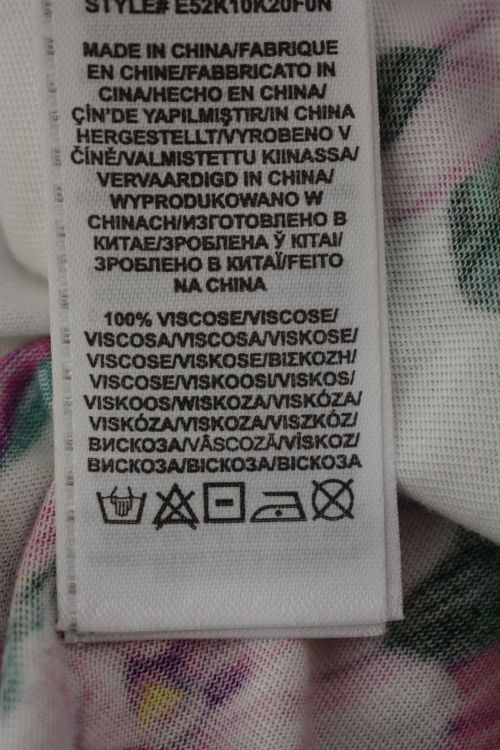 STYLE# E52K10K20F0N
MADE IN CHINA/FABRIQUE
EN CHINE/FABBRICATO IN
CINA/HECHO EN CHINA/
ÇİN'DE YAPILMIŞTIR/IN CHINA
HERGESTELLT/VYROBENO V
ČÍNĚ/VALMISTETTU KIINASSA/
VERVAARDIGD IN CHINA/
WYPRODUKOWANO W
CHINACH/ИЗГОТОВЛЕНО В
КИТАЕ/ЗРОБЛЕНА Ў КІТАІ/
ЗРОБЛЕНО В КИТАЇ/FEITO
NA CHINA
100% VISCOSE/VISCOSE/
VISCOSA/VISCOSA/VISKOSE/
VISCOSE/VISKOSE/ΒΙΣΚΟΖΗ/
VISCOSE/VISKOOSI/VISKOS/
VISKOOS/WISKOZA/VISKÓZA/
VISKÓZA/VISKOZA/VISZKÓZ/
ВИСКОЗА/VÂSCOZĂ/VÎSKOZ/
ВИСКОЗА/ВІСКОЗА/ВІСКОЗА